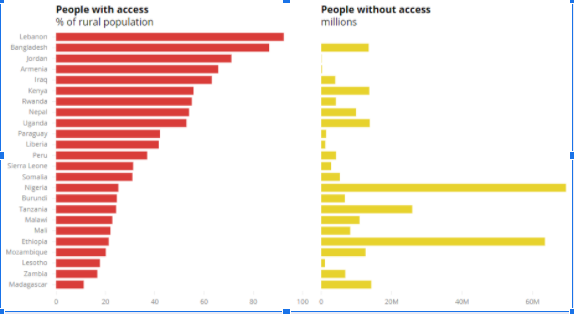 People with access
% of rural population
People without access
millions
Lebanon
Bangladesh
Jordan
Armenia
Iraq
Kenya
Rwanda
Nepal
Uganda
Paraguay
Liberia
Peru
Sierra Leone
Somalia
Nigeria
Burundi
Tanzania
Malawi
Mali
Ethiopia
Mozambique
Lesotho
Zambia
Madagascar
0 20 40 60 80 100
0 20M 40M 60M